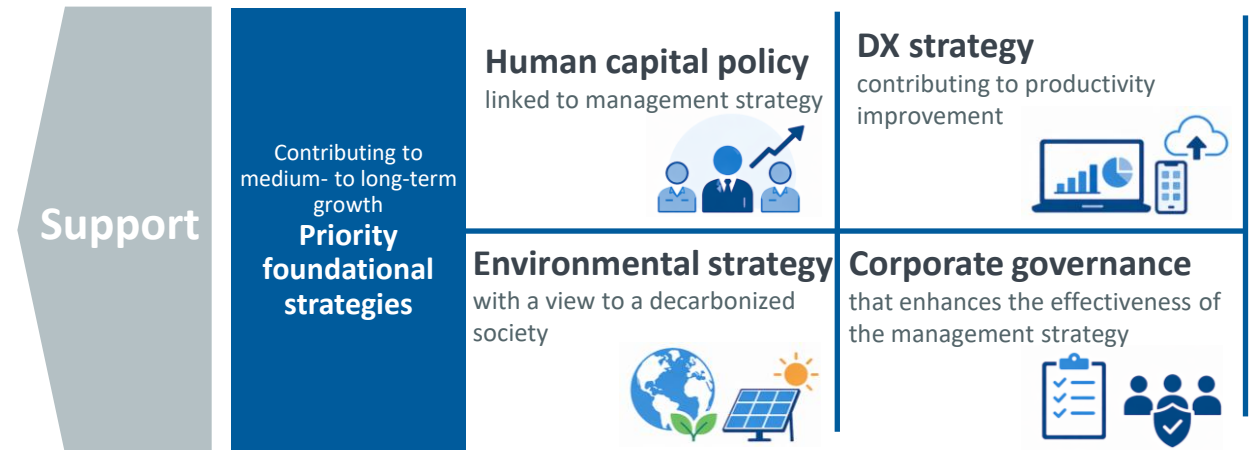 Support
Contributing to
medium- to long-term
growth
Priority
foundational
strategies
Human capital policy
linked to management strategy
DX strategy
contributing to productivity
improvement
Environmental strategy
with a view to a decarbonized
society
Corporate governance
that enhances the effectiveness of
the management strategy